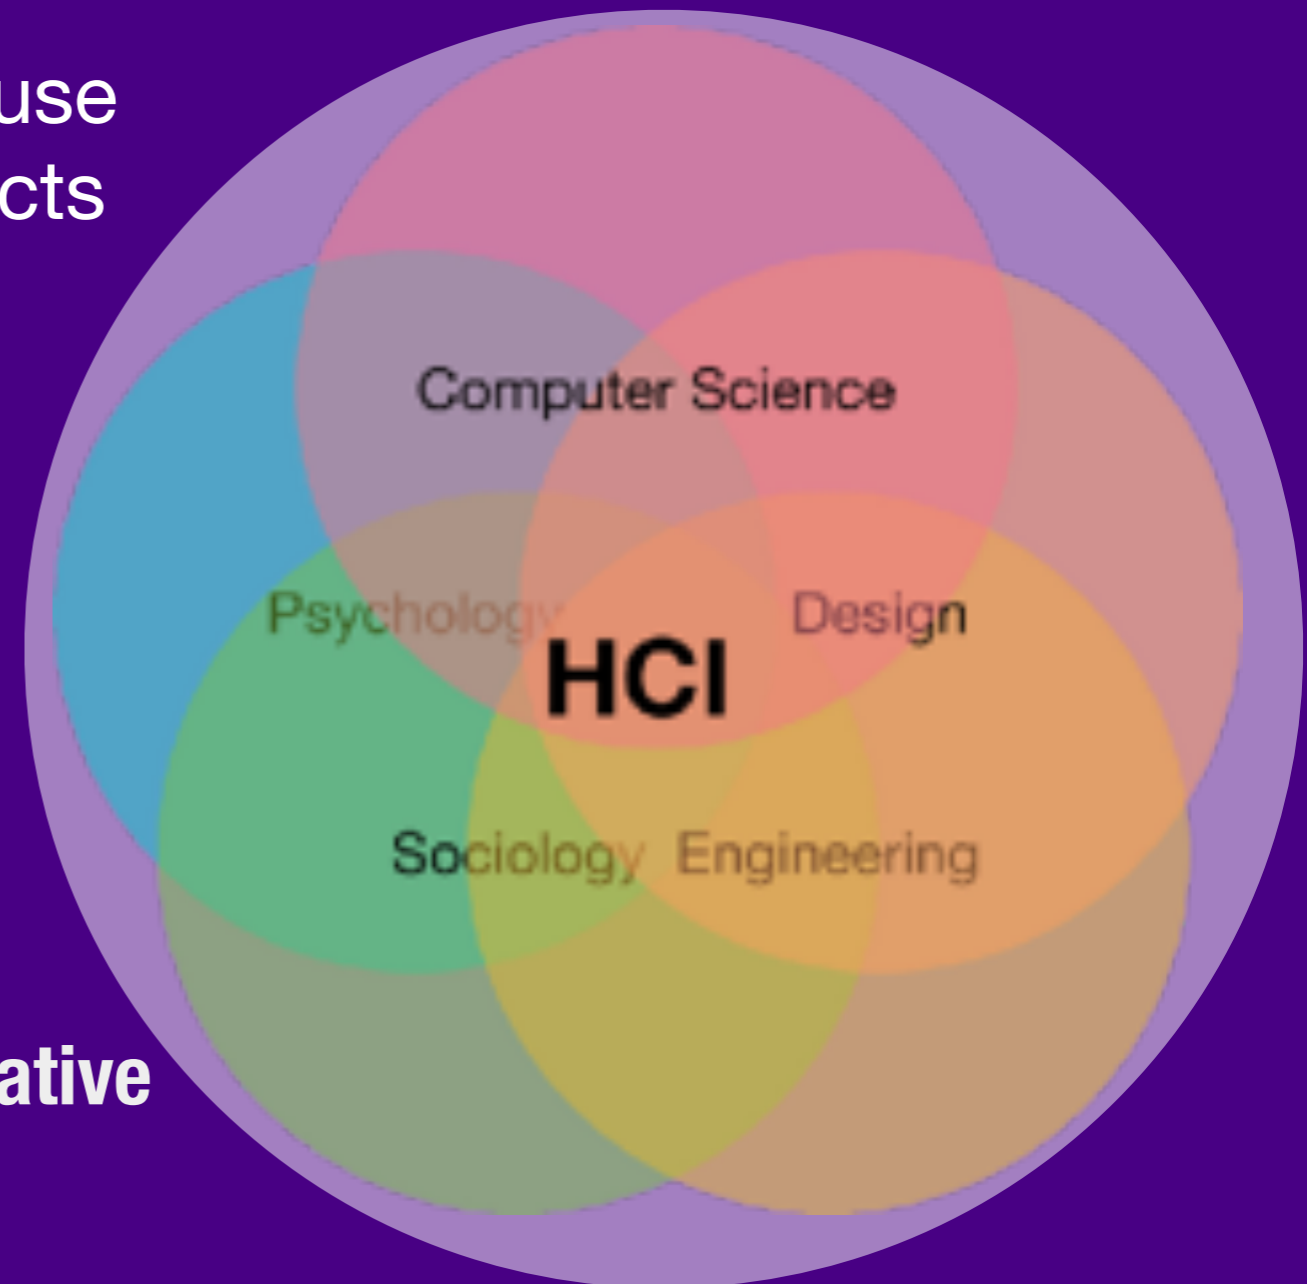 use
cts
Computer Science
Psychology
Design
HCI
Sociology
Engineering
ative